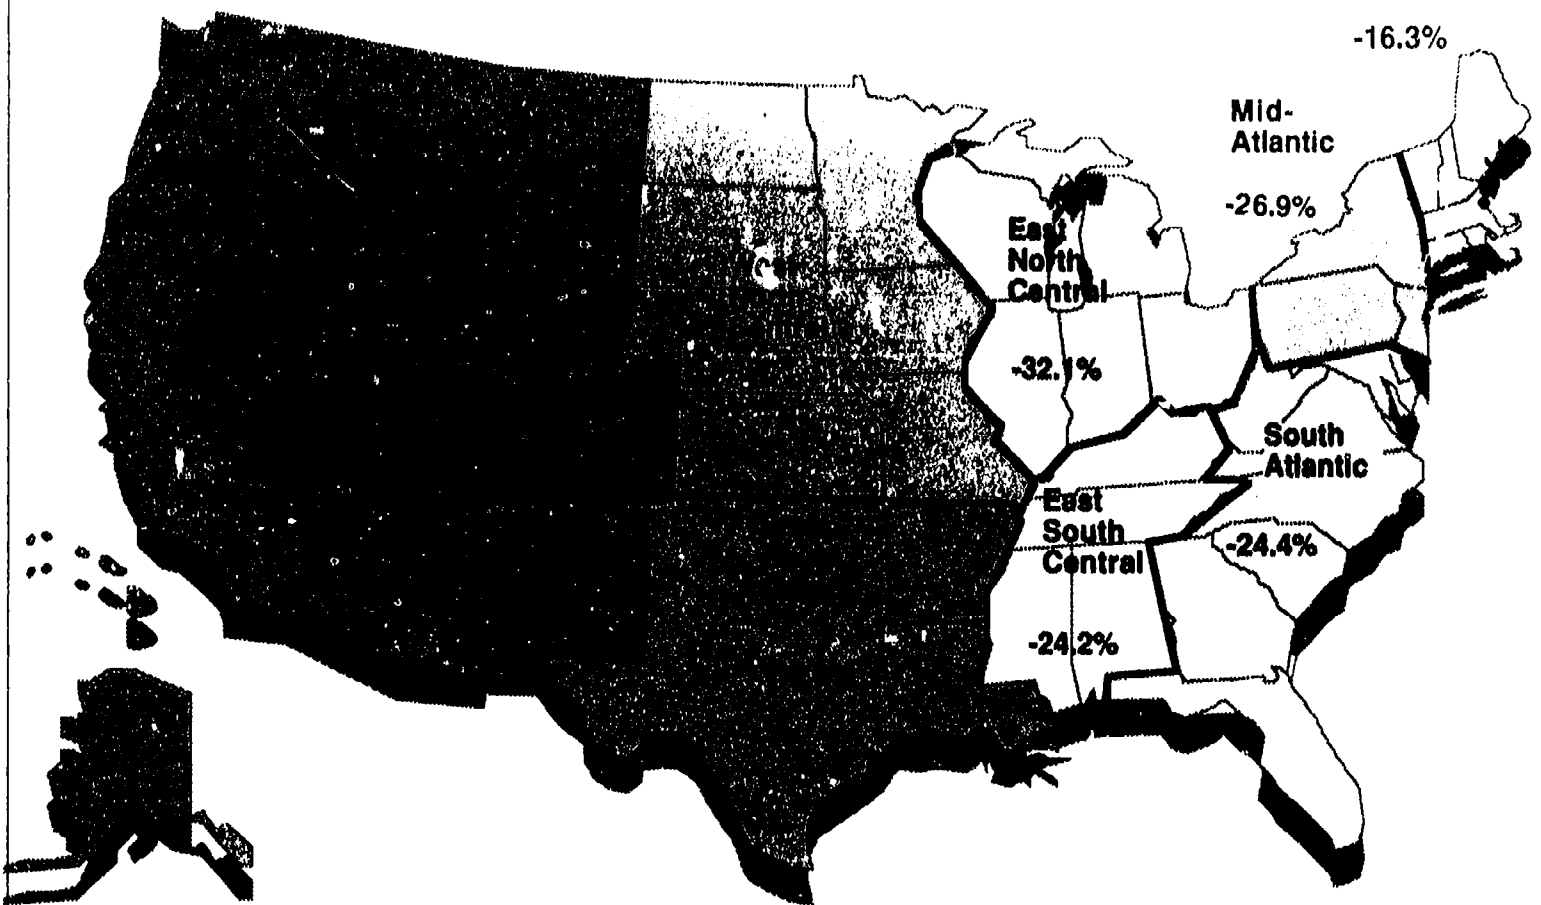 -16.3%
Mid-
Atlantic
-26.9%
East
North
Central
-32.1%
South
Atlantic
East
South
Central
-24.4%
-24.2%